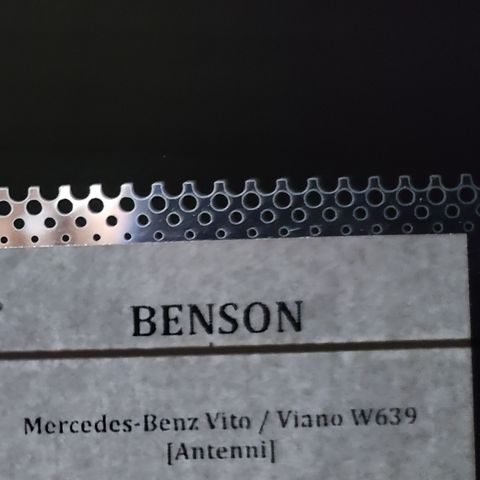 BENSON
Mercedes-Benz Vito / Viano W639
[Antenni]